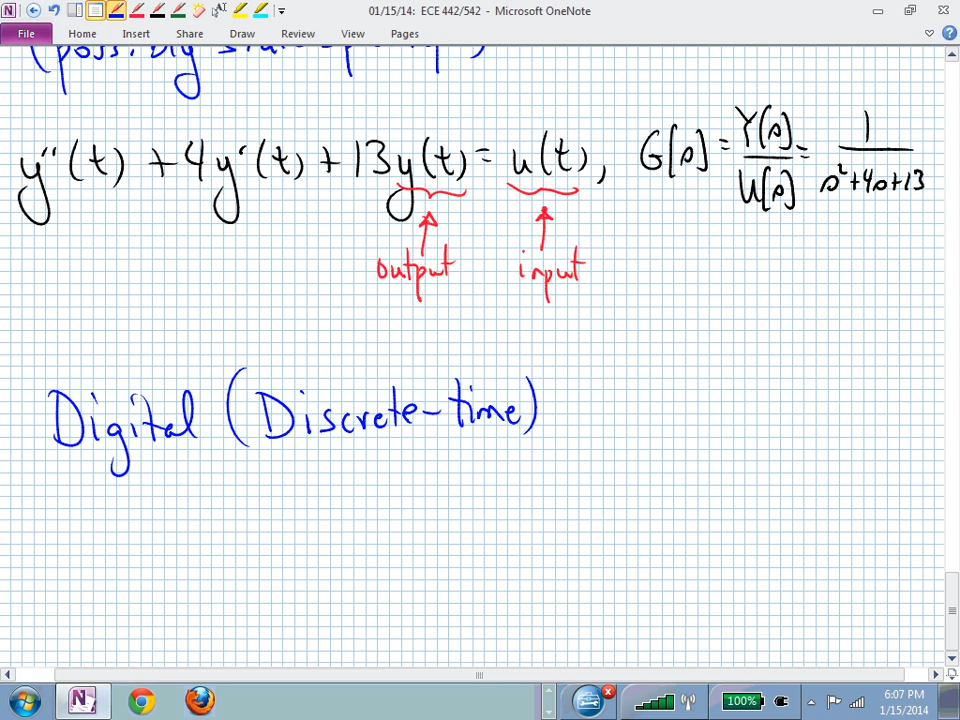 01/15/14: ECE 442/542 - Microsoft OneNote
File Home Insert Share Draw Review View Pages
(possibly
y''(t) + 4y'(t) + 13y(t) = u(t), G[s] = Y[s]/U[s] = 1/s²+4s+13
output input
Digital (Discrete-time)
100% 6:07 PM
1/15/2014